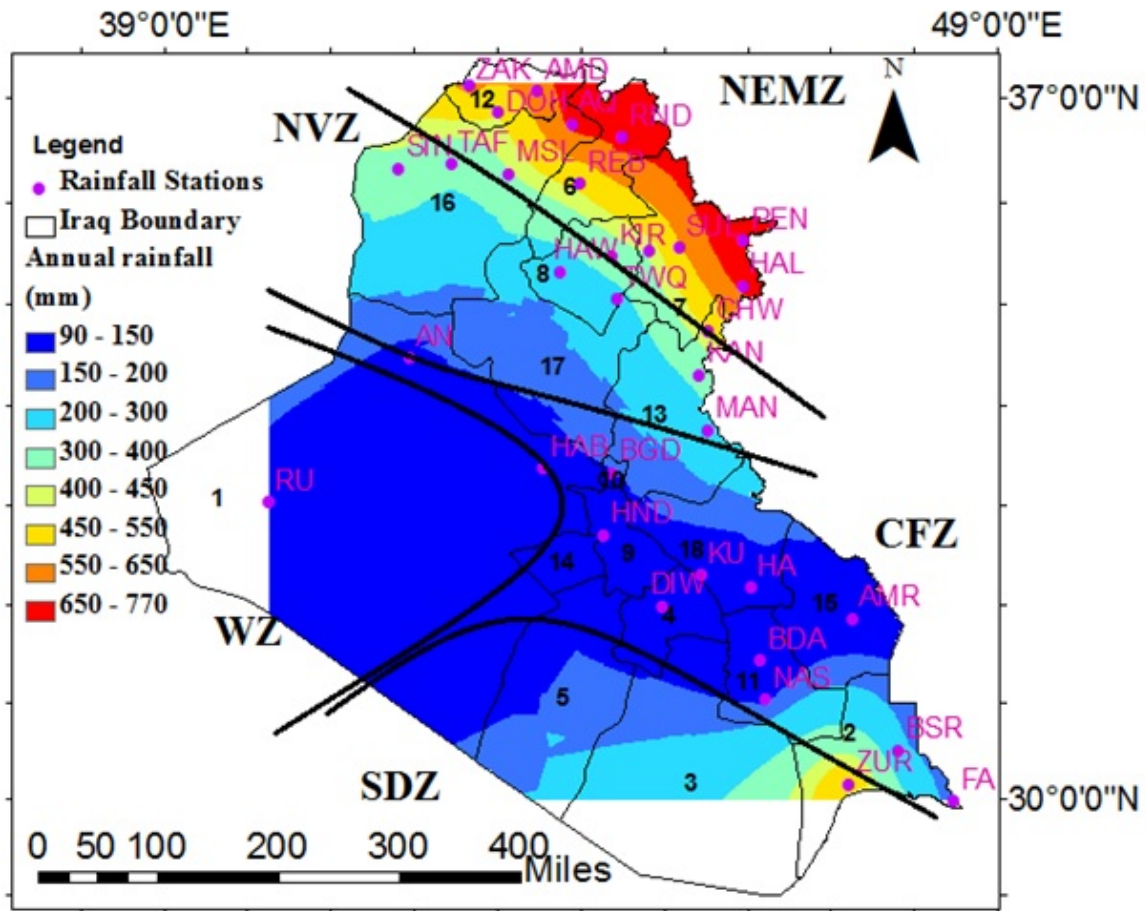 39°0'0"E
49°0'0"E
37°0'0"N
30°0'0"N
N
NEMZ
NVZ
CFZ
WZ
SDZ
Legend
Rainfall Stations
Iraq Boundary
Annual rainfall
(mm)
90 - 150
150 - 200
200 - 300
300 - 400
400 - 450
450 - 550
550 - 650
650 - 770
ZAK
AMD
12
RND
SIN
TAF
MSL
REB
6
16
PEN
KIR
SUL
HAW
HAL
8
TWQ
7
CHW
AN
KAN
17
13
MAN
HAB
BGD
10
RU
1
HND
14
9
18
KU
HA
DIW
4
15
AMR
BDA
11
NAS
5
2
BSR
ZUR
3
FA
0 50 100 200 300 400
Miles